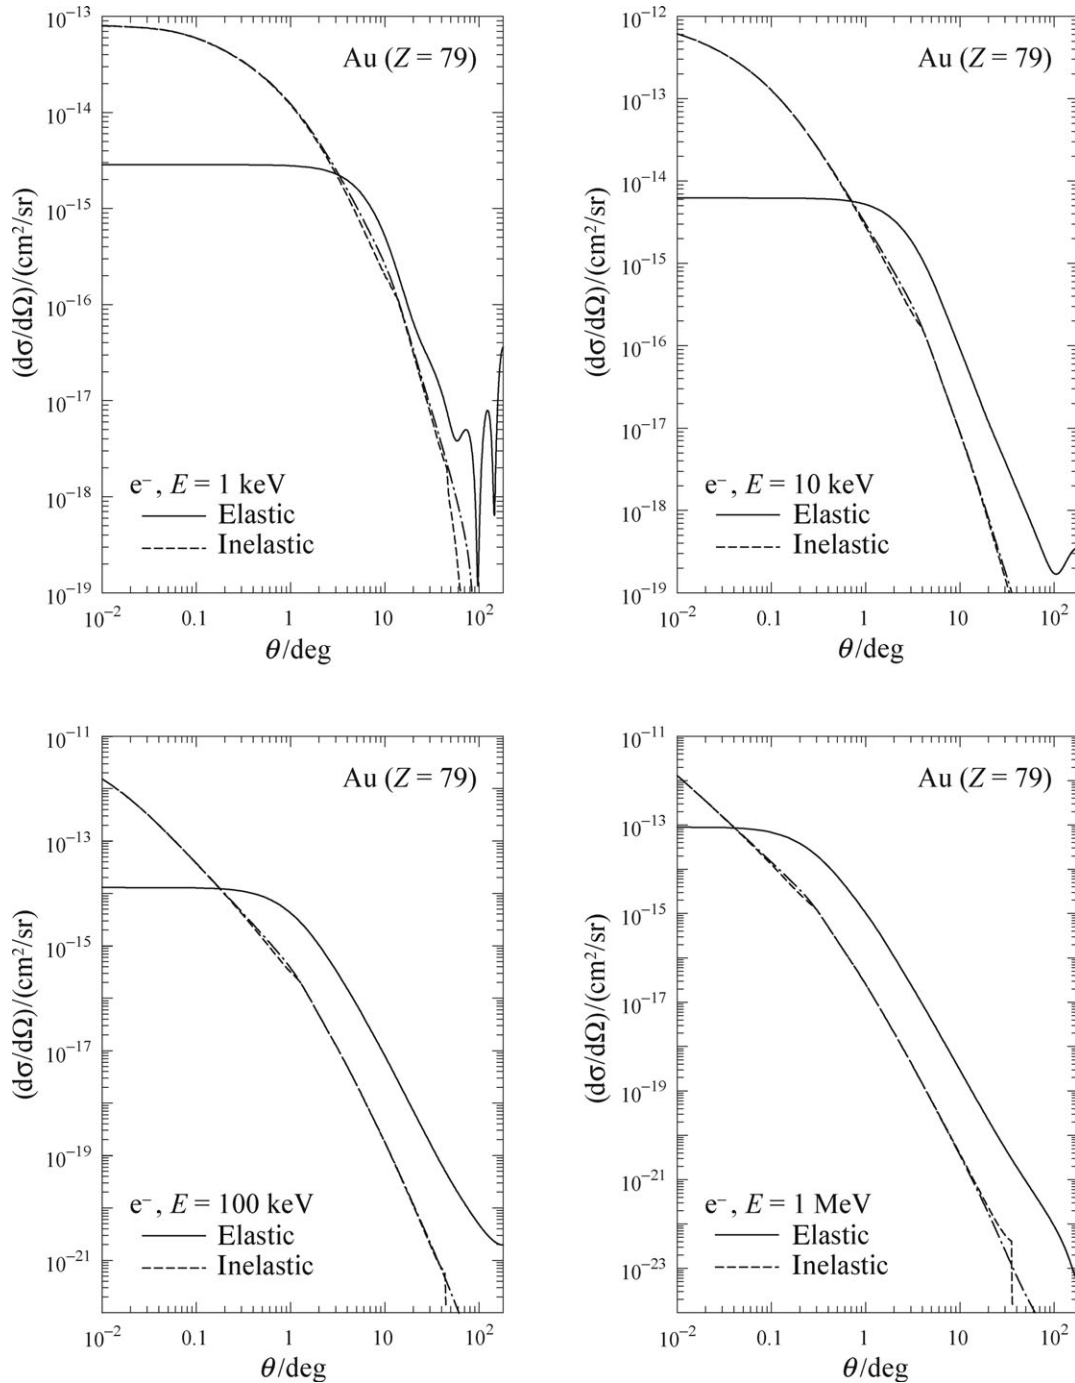 10⁻¹³
10⁻¹⁴
10⁻¹⁵
10⁻¹⁶
10⁻¹⁷
10⁻¹⁸
10⁻¹⁹
(dσ/dΩ)/(cm²/sr)
Au (Z = 79)
e⁻, E = 1 keV
Elastic
Inelastic
10⁻² 0.1 1 10 10²
θ/deg
10⁻¹²
10⁻¹³
10⁻¹⁴
10⁻¹⁵
10⁻¹⁶
10⁻¹⁷
10⁻¹⁸
10⁻¹⁹
(dσ/dΩ)/(cm²/sr)
Au (Z = 79)
e⁻, E = 10 keV
Elastic
Inelastic
10⁻² 0.1 1 10 10²
θ/deg
10⁻¹¹
10⁻¹³
10⁻¹⁵
10⁻¹⁷
10⁻¹⁹
10⁻²¹
(dσ/dΩ)/(cm²/sr)
Au (Z = 79)
e⁻, E = 100 keV
Elastic
Inelastic
10⁻² 0.1 1 10 10²
θ/deg
10⁻¹¹
10⁻¹³
10⁻¹⁵
10⁻¹⁷
10⁻¹⁹
10⁻²¹
10⁻²³
(dσ/dΩ)/(cm²/sr)
Au (Z = 79)
e⁻, E = 1 MeV
Elastic
Inelastic
10⁻² 0.1 1 10 10²
θ/deg